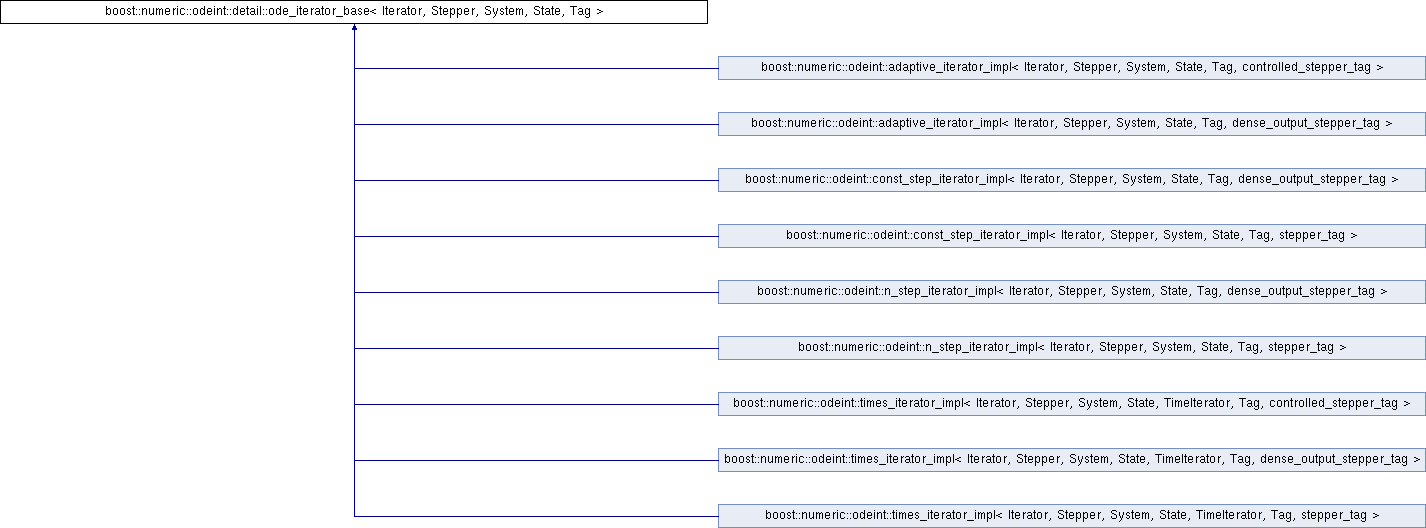 boost::numeric::odeint::detail::ode_iterator_base< Iterator, Stepper, System, State, Tag >
boost::numeric::odeint::adaptive_iterator_impl< Iterator, Stepper, System, State, Tag, controlled_stepper_tag >
boost::numeric::odeint::adaptive_iterator_impl< Iterator, Stepper, System, State, Tag, dense_output_stepper_tag >
boost::numeric::odeint::const_step_iterator_impl< Iterator, Stepper, System, State, Tag, dense_output_stepper_tag >
boost::numeric::odeint::const_step_iterator_impl< Iterator, Stepper, System, State, Tag, stepper_tag >
boost::numeric::odeint::n_step_iterator_impl< Iterator, Stepper, System, State, Tag, dense_output_stepper_tag >
boost::numeric::odeint::n_step_iterator_impl< Iterator, Stepper, System, State, Tag, stepper_tag >
boost::numeric::odeint::times_iterator_impl< Iterator, Stepper, System, State, TimeIterator, Tag, controlled_stepper_tag >
boost::numeric::odeint::times_iterator_impl< Iterator, Stepper, System, State, TimeIterator, Tag, dense_output_stepper_tag >
boost::numeric::odeint::times_iterator_impl< Iterator, Stepper, System, State, TimeIterator, Tag, stepper_tag >